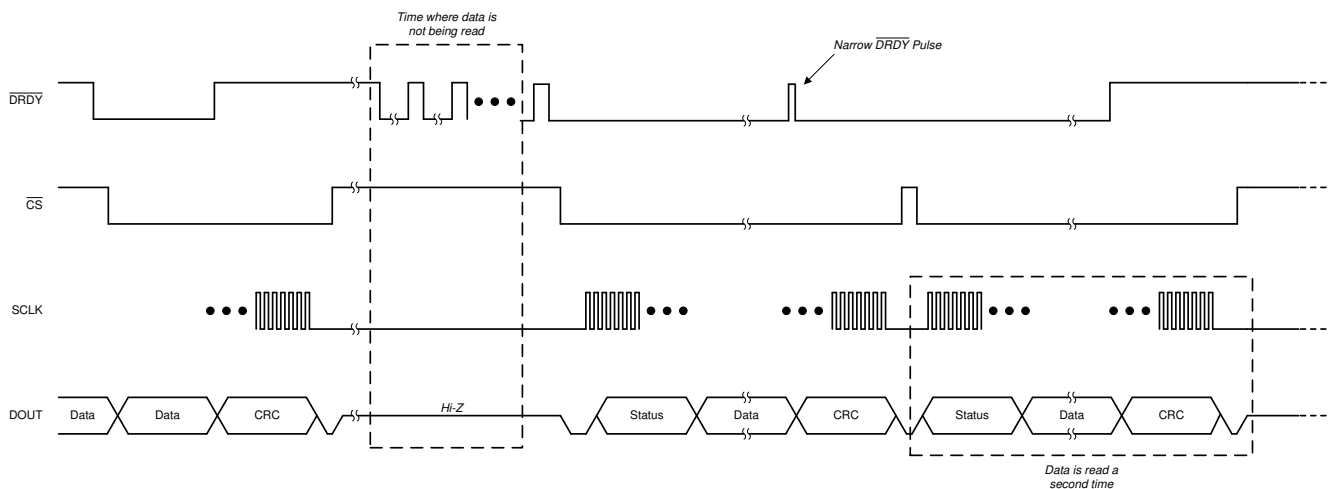 Time where data is
not being read
Narrow DRDY Pulse
DRDY
CS
SCLK
DOUT
Data
Data
CRC
Hi-Z
Status
Data
CRC
Status
Data
CRC
Data is read a
second time